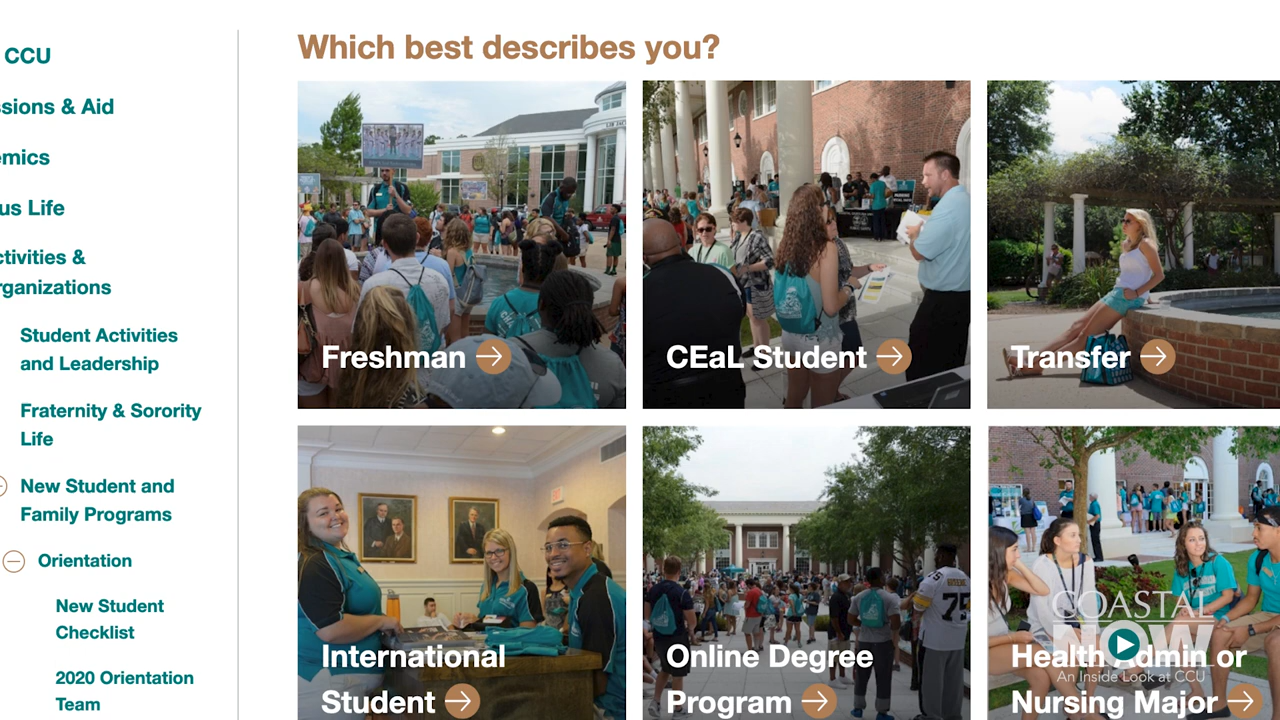 CCU
ssions & Aid
emics
us Life
ctivities &
rganizations
Student Activities
and Leadership
Fraternity & Sorority
Life
New Student and
Family Programs
Orientation
New Student
Checklist
2020 Orientation
Team
Which best describes you?
Freshman
CEaL Student
Transfer
International
Student
Online Degree
Program
75
Health Admin or
Nursing Major
COASTAL
NOW
An Inside Look at CCU